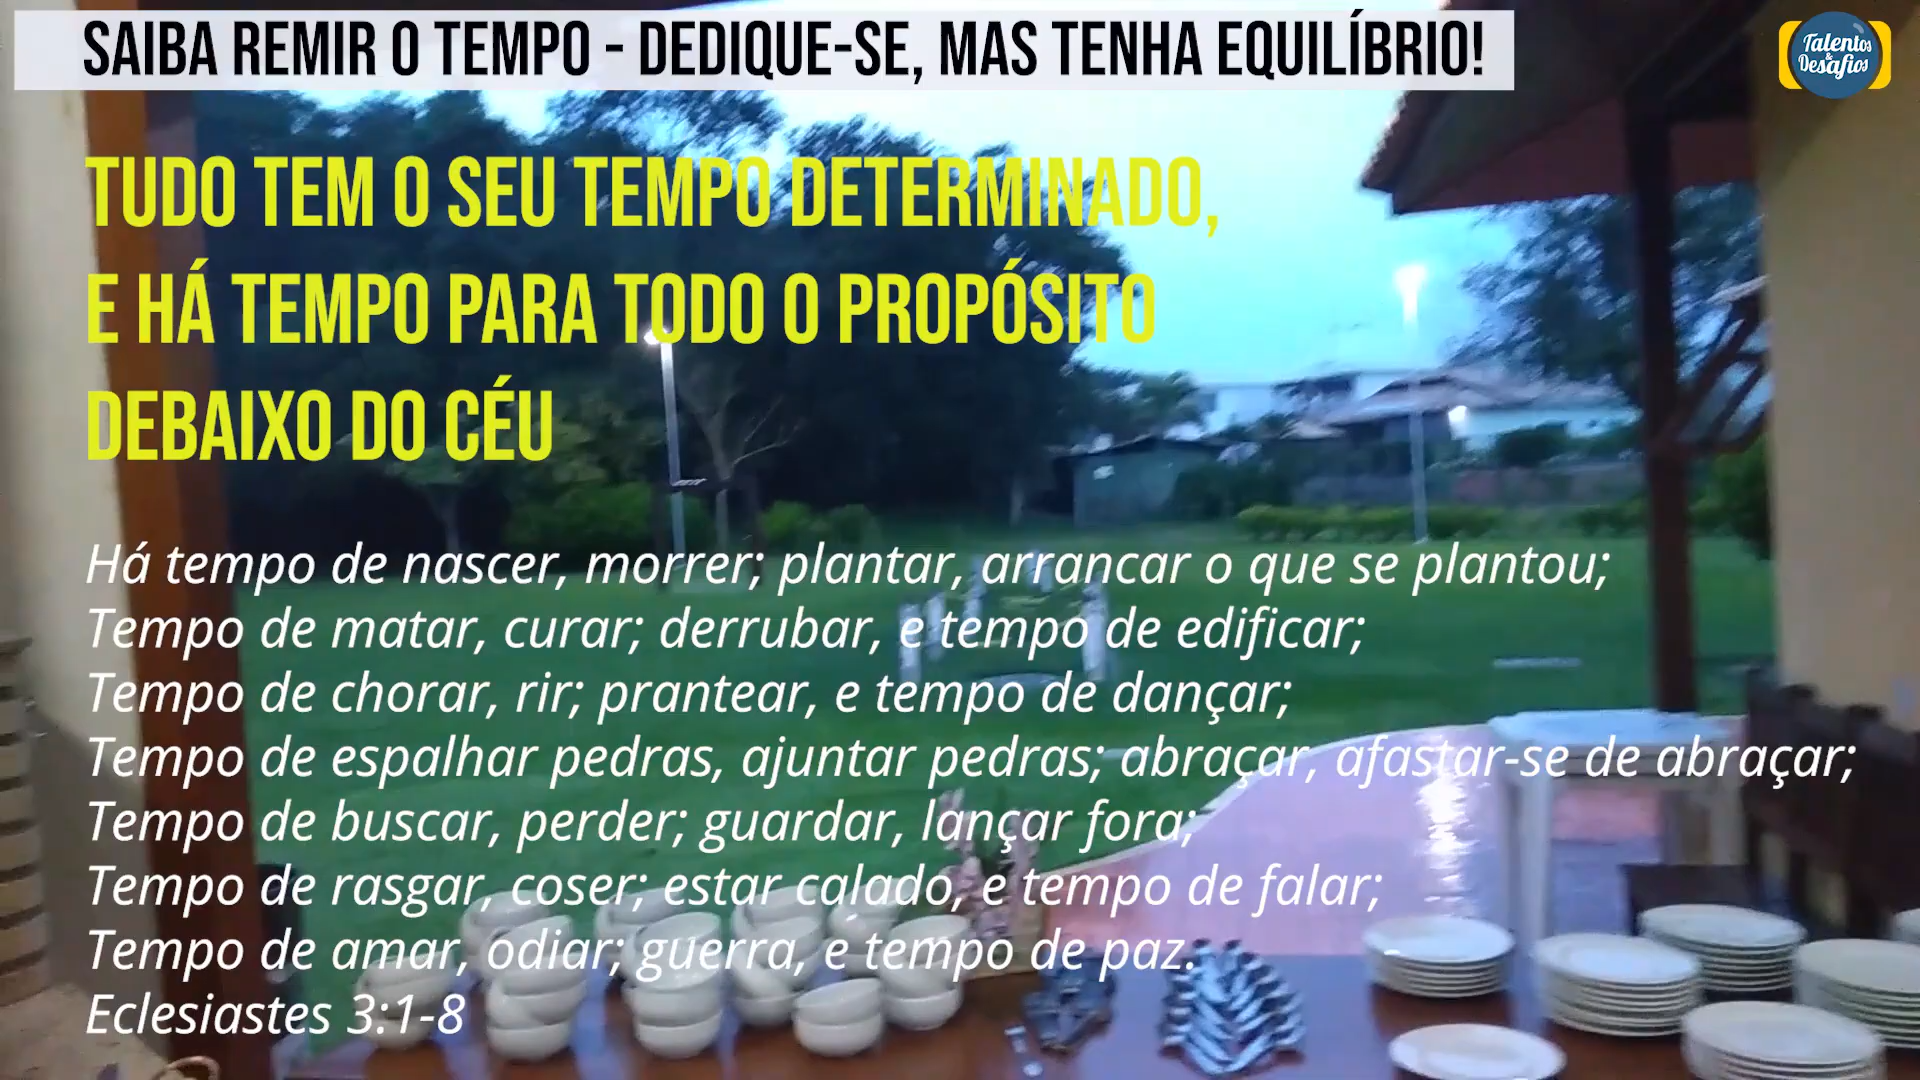 SAIBA REMIR O TEMPO - DEDIQUE-SE, MAS TENHA EQUILÍBRIO!
Talentos
&
Desafios
TUDO TEM O SEU TEMPO DETERMINADO,
E HÁ TEMPO PARA TODO O PROPÓSITO
DEBAIXO DO CÉU
Há tempo de nascer, morrer; plantar, arrancar o que se plantou;
Tempo de matar, curar; derrubar, e tempo de edificar;
Tempo de chorar, rir; prantear, e tempo de dançar;
Tempo de espalhar pedras, ajuntar pedras; abraçar, afastar-se de abraçar;
Tempo de buscar, perder; guardar, lançar fora;
Tempo de rasgar, coser; estar calado, e tempo de falar;
Tempo de amar, odiar; guerra, e tempo de paz.
Eclesiastes 3:1-8